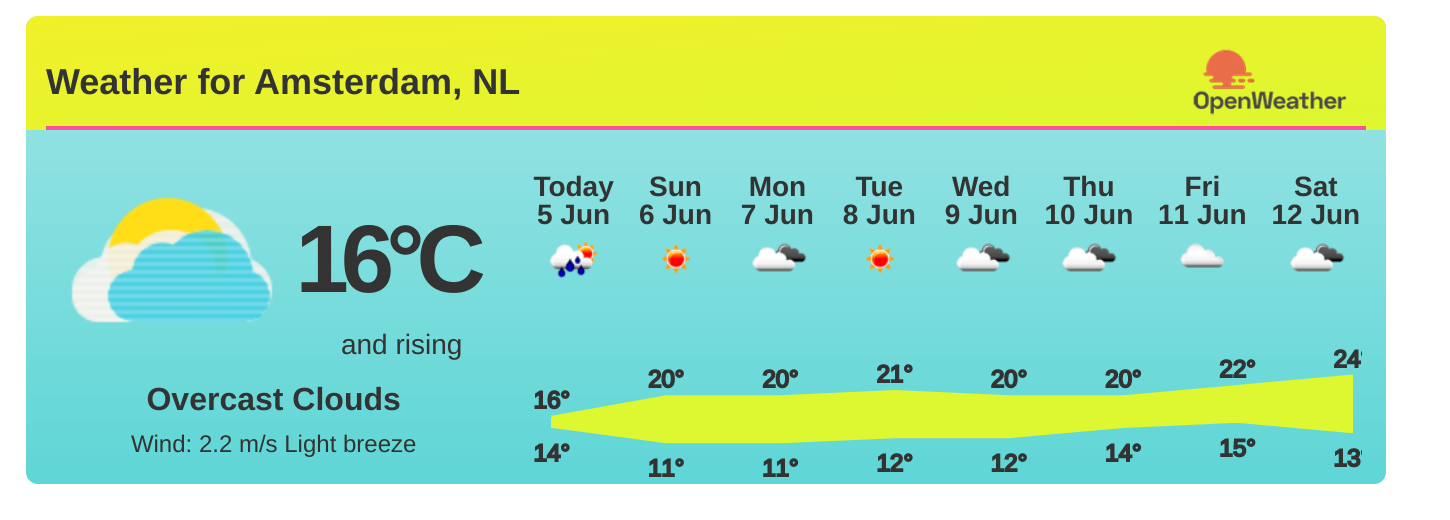 Weather for Amsterdam, NL
OpenWeather
16°C
and rising
Overcast Clouds
Wind: 2.2 m/s Light breeze
Today Sun Mon Tue Wed Thu Fri Sat
5 Jun 6 Jun 7 Jun 8 Jun 9 Jun 10 Jun 11 Jun 12 Jun
16° 20° 20° 21° 20° 20° 22° 24°
14° 11° 11° 12° 12° 14° 15° 13°